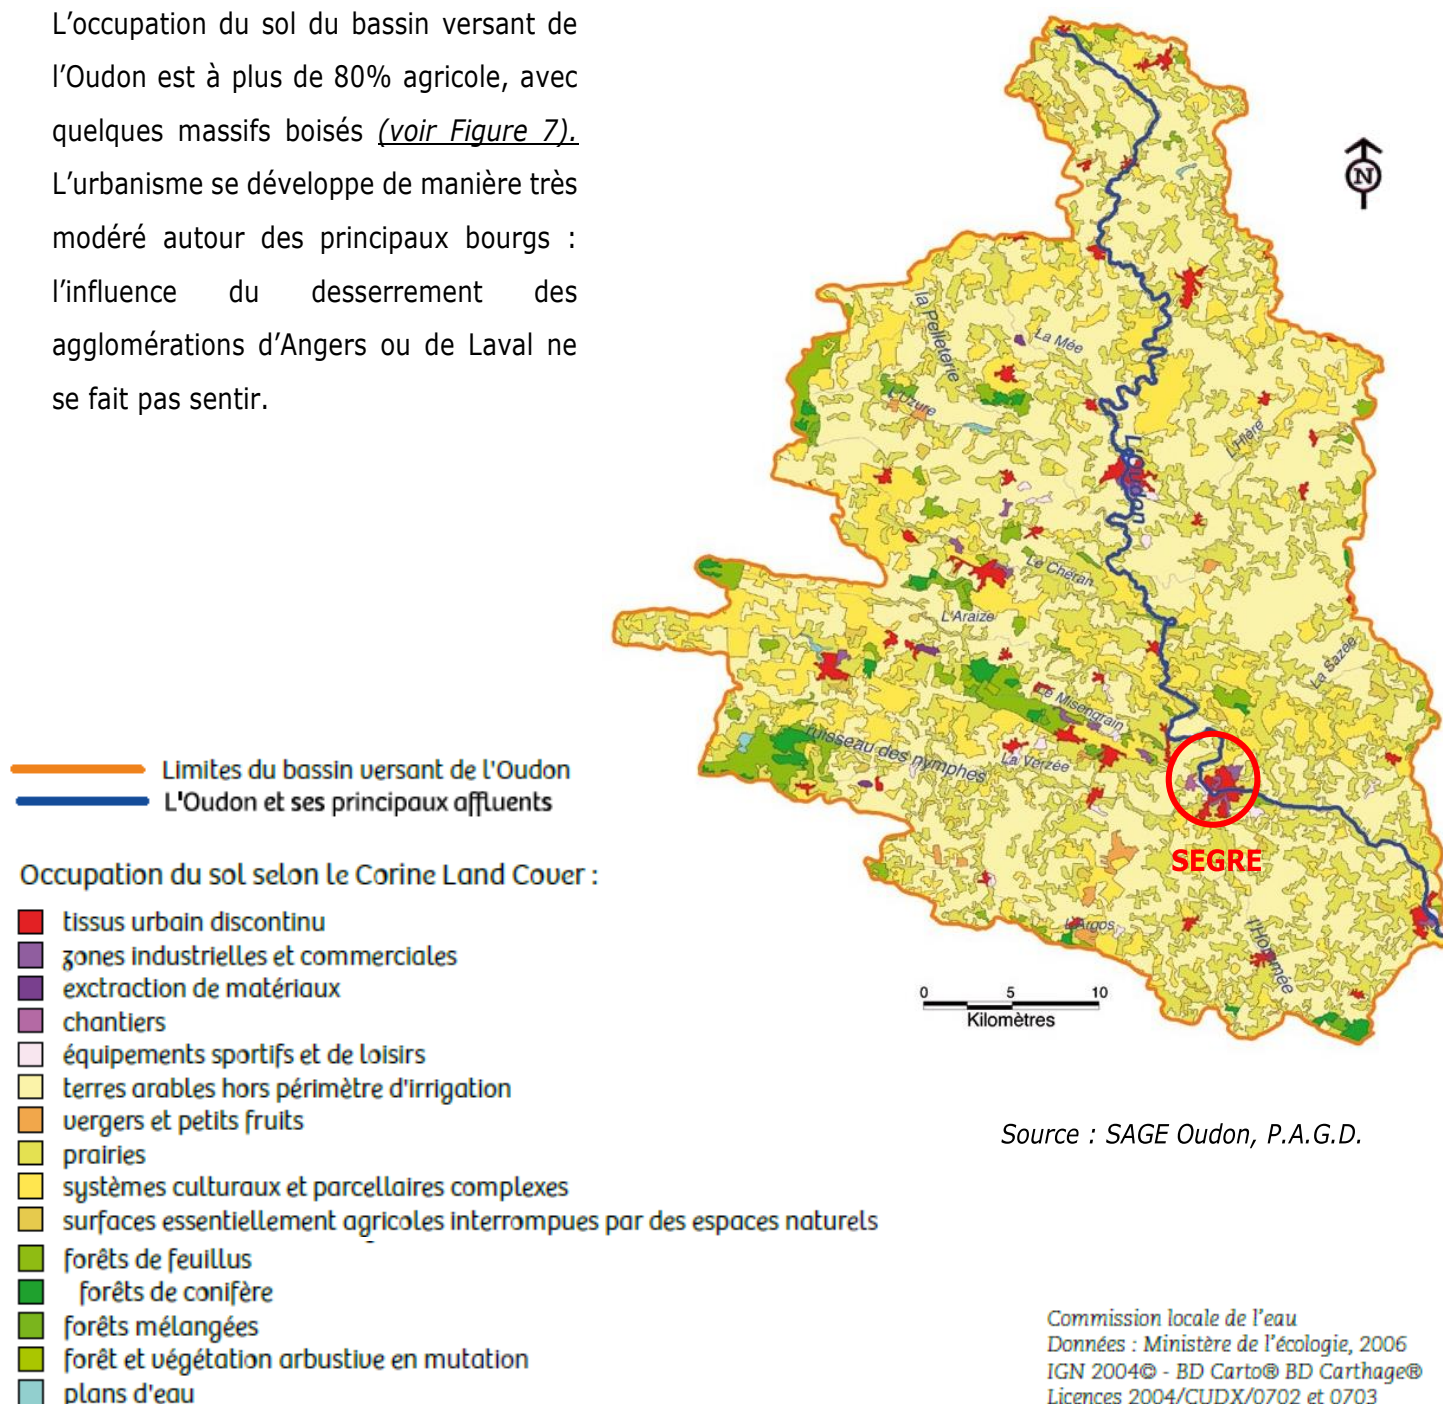 L'occupation du sol du bassin versant de
l'Oudon est à plus de 80% agricole, avec
quelques massifs boisés (voir Figure 7).
L'urbanisme se développe de manière très
modéré autour des principaux bourgs :
l'influence du desserrement des
agglomérations d'Angers ou de Laval ne
se fait pas sentir.
N
la Pelleterie
La Mée
L'Uzure
L'Hière
L'Oudon
Le Chéran
L'Araize
La Sazée
Le Misengrain
ruisseau des nymphes
La Verzée
SEGRE
L'Argos
l'Hommée
0 5 10
Kilomètres
Limites du bassin versant de l'Oudon
L'Oudon et ses principaux affluents
Occupation du sol selon le Corine Land Cover :
tissus urbain discontinu
zones industrielles et commerciales
exctraction de matériaux
chantiers
équipements sportifs et de loisirs
terres arables hors périmètre d'irrigation
vergers et petits fruits
prairies
systèmes culturaux et parcellaires complexes
surfaces essentiellement agricoles interrompues par des espaces naturels
forêts de feuillus
forêts de conifère
forêts mélangées
forêt et végétation arbustive en mutation
plans d'eau
Source : SAGE Oudon, P.A.G.D.
Commission locale de l'eau
Données : Ministère de l'écologie, 2006
IGN 2004© - BD Carto® BD Carthage®
Licences 2004/CUDX/0702 et 0703